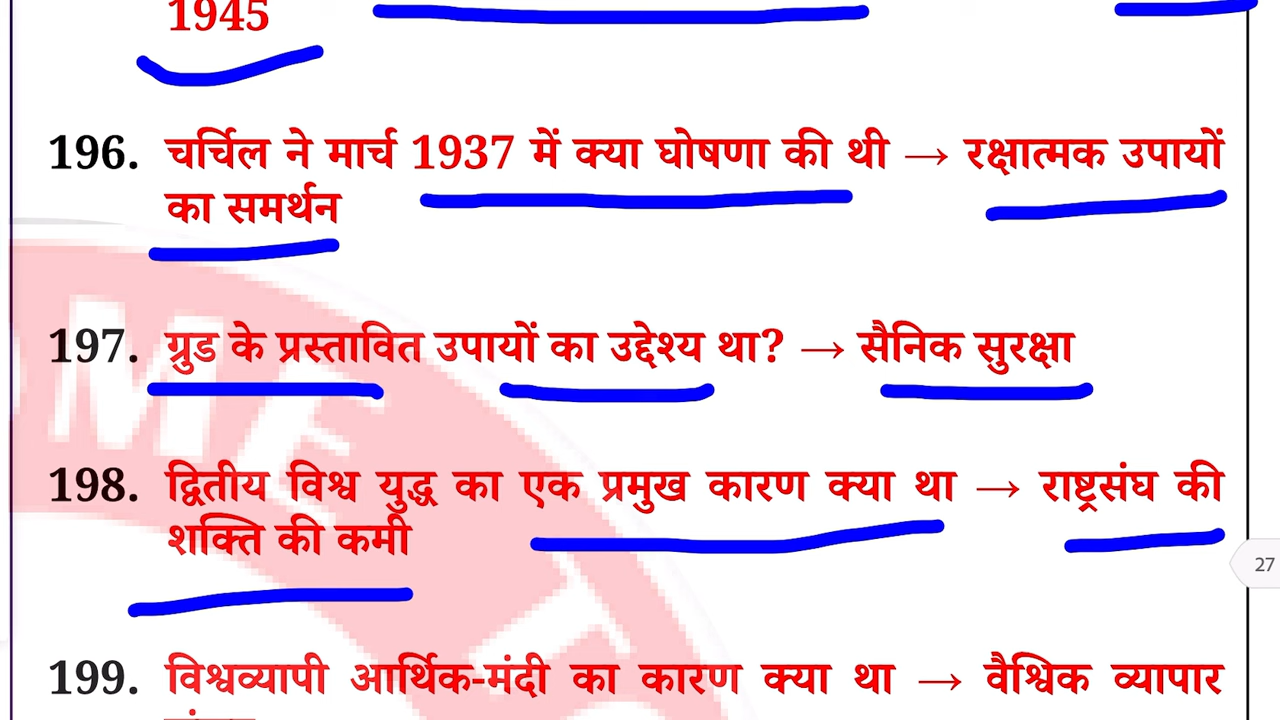 1945
196. चर्चिल ने मार्च 1937 में क्या घोषणा की थी → रक्षात्मक उपायों
का समर्थन
197. ग्रुड के प्रस्तावित उपायों का उद्देश्य था? → सैनिक सुरक्षा
198. द्वितीय विश्व युद्ध का एक प्रमुख कारण क्या था → राष्ट्रसंघ की
शक्ति की कमी
27
199. विश्वव्यापी आर्थिक-मंदी का कारण क्या था → वैश्विक व्यापार